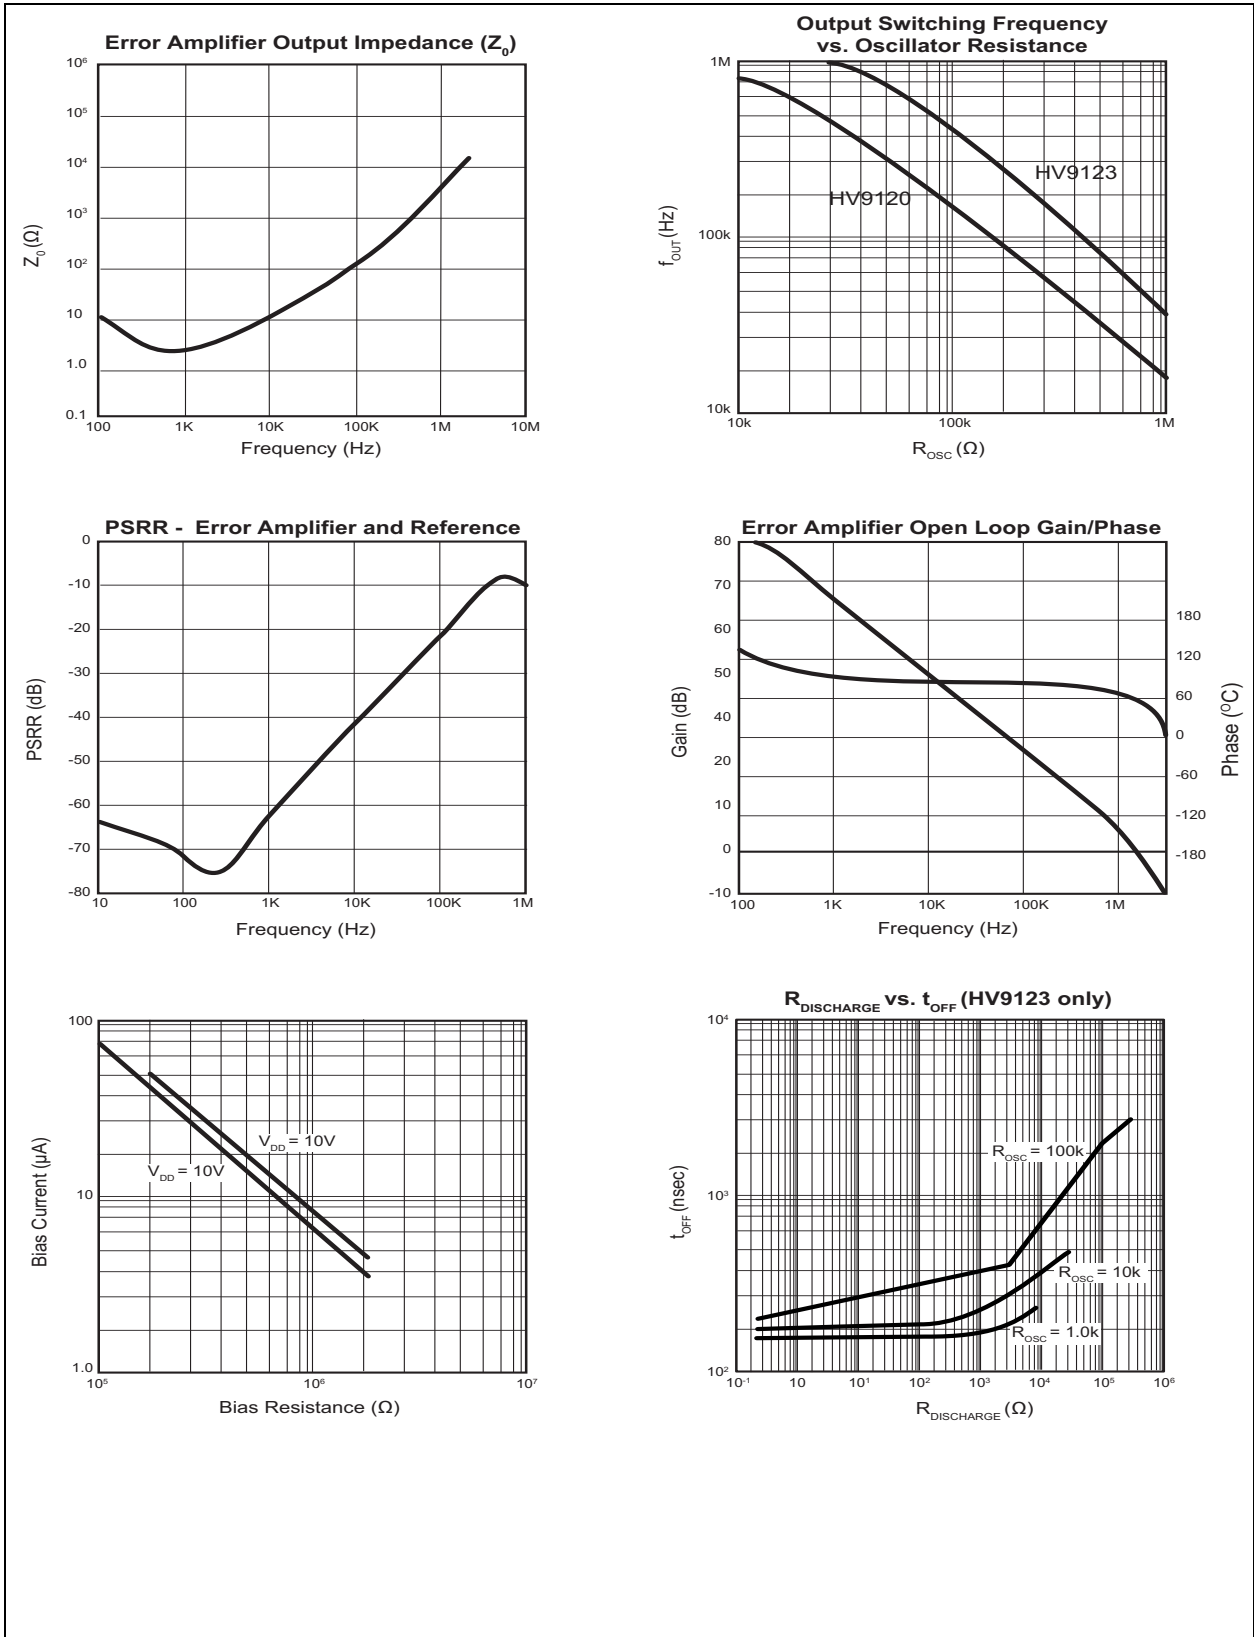 Error Amplifier Output Impedance (Z0)
10⁶
10⁵
10⁴
10³
10²
10
1.0
0.1
Z0 (Ω)
100 1K 10K 100K 1M 10M
Frequency (Hz)
Output Switching Frequency
vs. Oscillator Resistance
1M
100k
10k
fOUT (Hz)
HV9123
HV9120
10k 100k 1M
ROSC (Ω)
PSRR - Error Amplifier and Reference
0
-10
-20
-30
-40
-50
-60
-70
-80
PSRR (dB)
10 100 1K 10K 100K 1M
Frequency (Hz)
Error Amplifier Open Loop Gain/Phase
80
70
60
50
40
20
10
0
-10
Gain (dB)
180
120
60
0
-60
-120
-180
Phase (⁰C)
100 1K 10K 100K 1M
Frequency (Hz)
100
10
1.0
Bias Current (µA)
VDD = 10V
VDD = 10V
10⁵ 10⁶ 10⁷
Bias Resistance (Ω)
RDISCHARGE vs. tOFF (HV9123 only)
10⁴
10³
10²
tOFF (nsec)
ROSC = 100k
ROSC = 10k
ROSC = 1.0k
10⁻¹ 10 10¹ 10² 10³ 10⁴ 10⁵ 10⁶
RDISCHARGE (Ω)